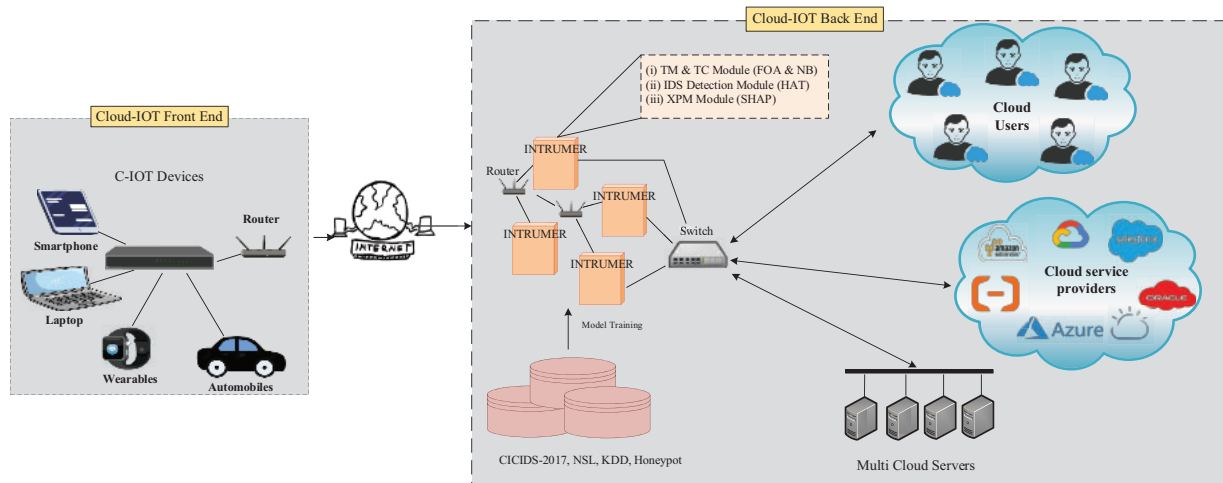 Cloud-IOT Back End
(i) TM & TC Module (FOA & NB)
(ii) IDS Detection Module (HAT)
(iii) XPM Module (SHAP)
Cloud
Users
Cloud-IOT Front End
C-IOT Devices
Smartphone
Router
Laptop
Wearables
Automobiles
INTERNET
INTRUMER
Router
INTRUMER
INTRUMER
INTRUMER
Switch
Model Training
CICIDS-2017, NSL, KDD, Honeypot
amazon
salesforce
Cloud service
providers
ORACLE
Azure
Multi Cloud Servers